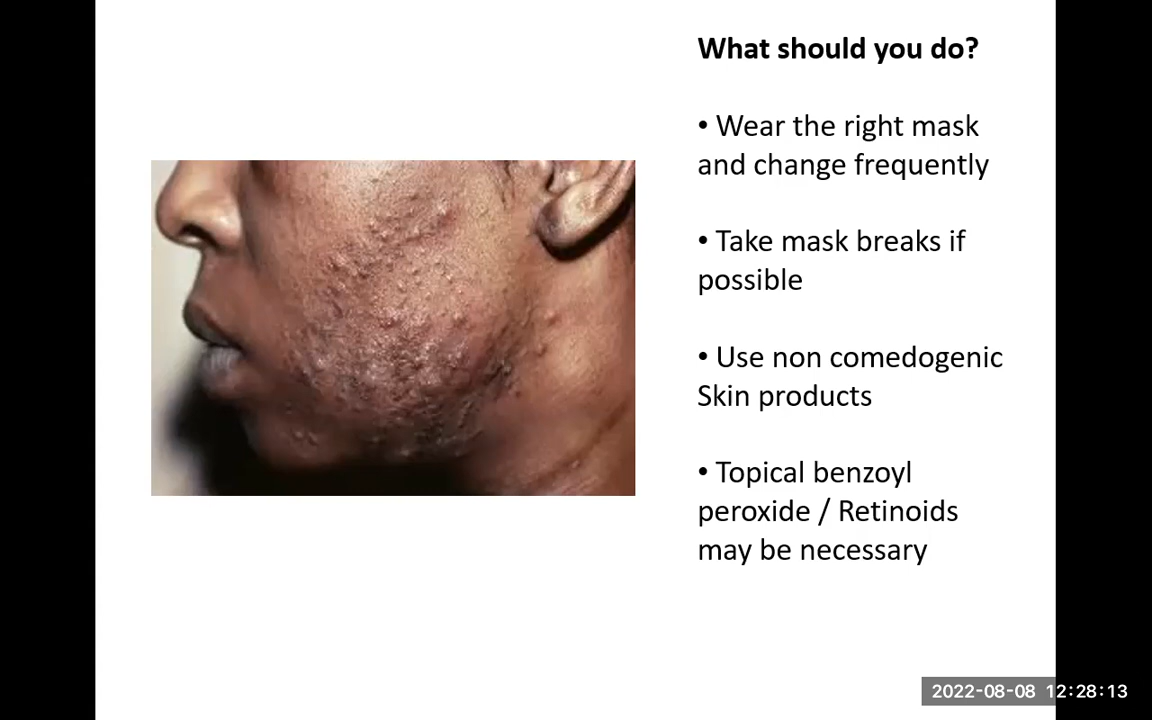 What should you do?
• Wear the right mask
and change frequently
• Take mask breaks if
possible
• Use non comedogenic
Skin products
• Topical benzoyl
peroxide / Retinoids
may be necessary
2022-08-08 12:28:13